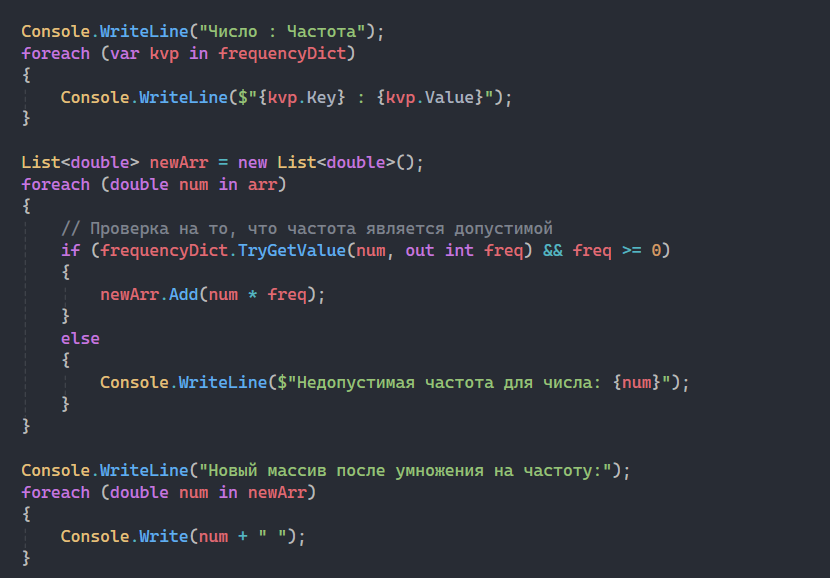 Console.WriteLine("Число : Частота");
foreach (var kvp in frequencyDict)
{
    Console.WriteLine($"{kvp.Key} : {kvp.Value}");
}

List<double> newArr = new List<double>();
foreach (double num in arr)
{
    // Проверка на то, что частота является допустимой
    if (frequencyDict.TryGetValue(num, out int freq) && freq >= 0)
    {
        newArr.Add(num * freq);
    }
    else
    {
        Console.WriteLine($"Недопустимая частота для числа: {num}");
    }
}

Console.WriteLine("Новый массив после умножения на частоту:");
foreach (double num in newArr)
{
    Console.Write(num + " ");
}